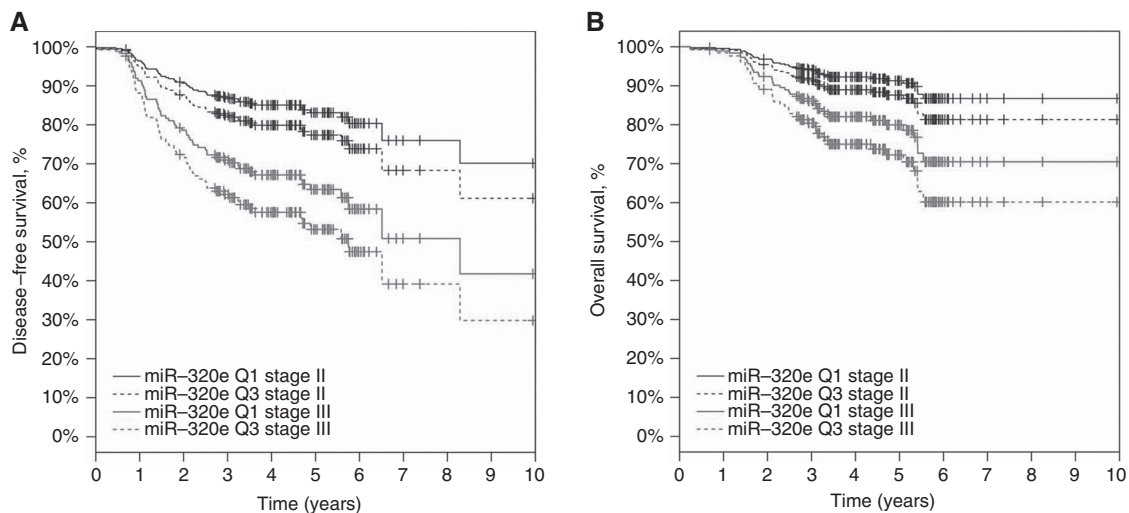 A
100%
90%
80%
70%
60%
50%
40%
30%
20%
10%
0%
Disease–free survival, %
miR–320e Q1 stage II
miR–320e Q3 stage II
miR–320e Q1 stage III
miR–320e Q3 stage III
0 1 2 3 4 5 6 7 8 9 10
Time (years)
B
100%
90%
80%
70%
60%
50%
40%
30%
20%
10%
0%
Overall survival, %
miR–320e Q1 stage II
miR–320e Q3 stage II
miR–320e Q1 stage III
miR–320e Q3 stage III
0 1 2 3 4 5 6 7 8 9 10
Time (years)